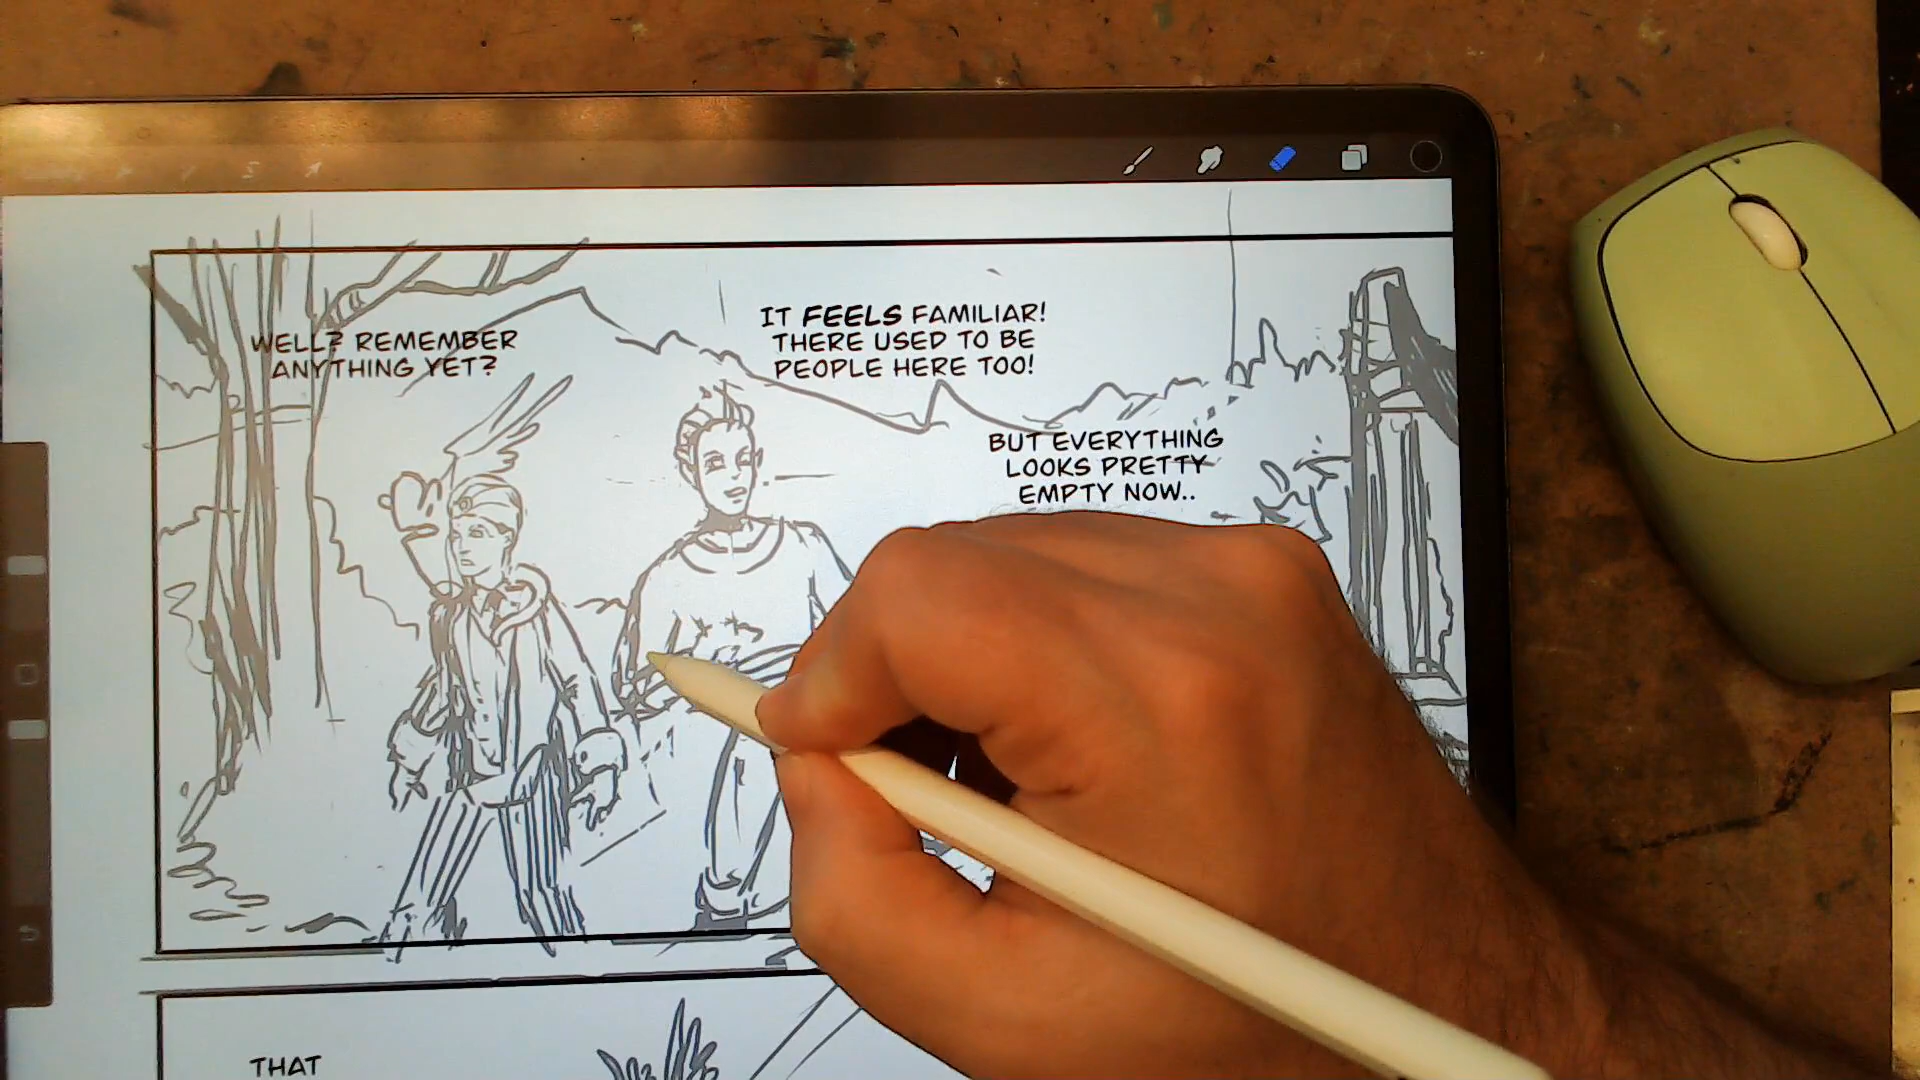 WELL? REMEMBER
ANYTHING YET?
IT FEELS FAMILIAR!
THERE USED TO BE
PEOPLE HERE TOO!
BUT EVERYTHING
LOOKS PRETTY
EMPTY NOW..
THAT